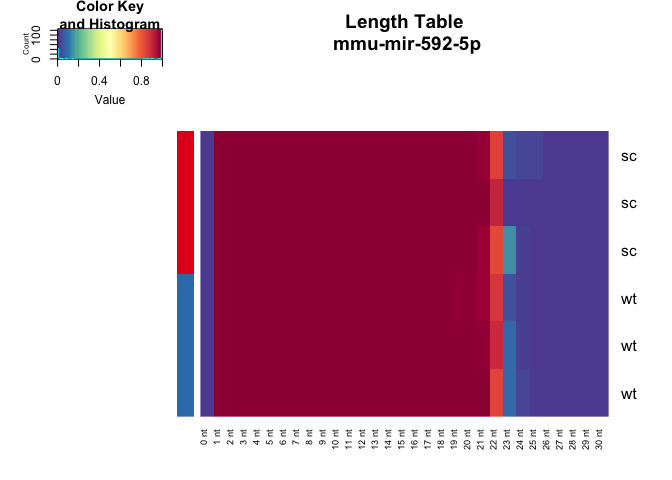 Color Key
and Histogram
Length Table
mmu-mir-592-5p
Count
0 100
0 0.4 0.8
Value
sc
sc
sc
wt
wt
wt
0 nt 1 nt 2 nt 3 nt 4 nt 5 nt 6 nt 7 nt 8 nt 9 nt 10 nt 11 nt 12 nt 13 nt 14 nt 15 nt 16 nt 17 nt 18 nt 19 nt 20 nt 21 nt 22 nt 23 nt 24 nt 25 nt 26 nt 27 nt 28 nt 29 nt 30 nt